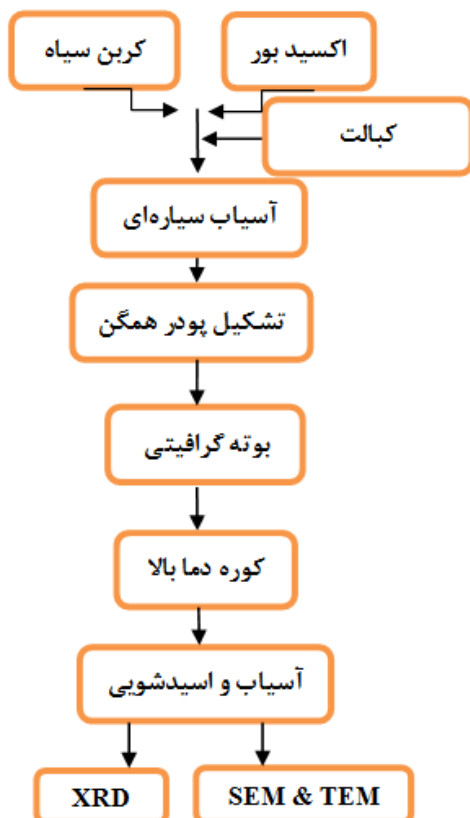 اکسید بور
کربن سیاه
کبالت
آسیاب سیاره‌ای
تشکیل پودر همگن
بوته گرافیتی
کوره دما بالا
آسیاب و اسیدشویی
XRD
SEM & TEM